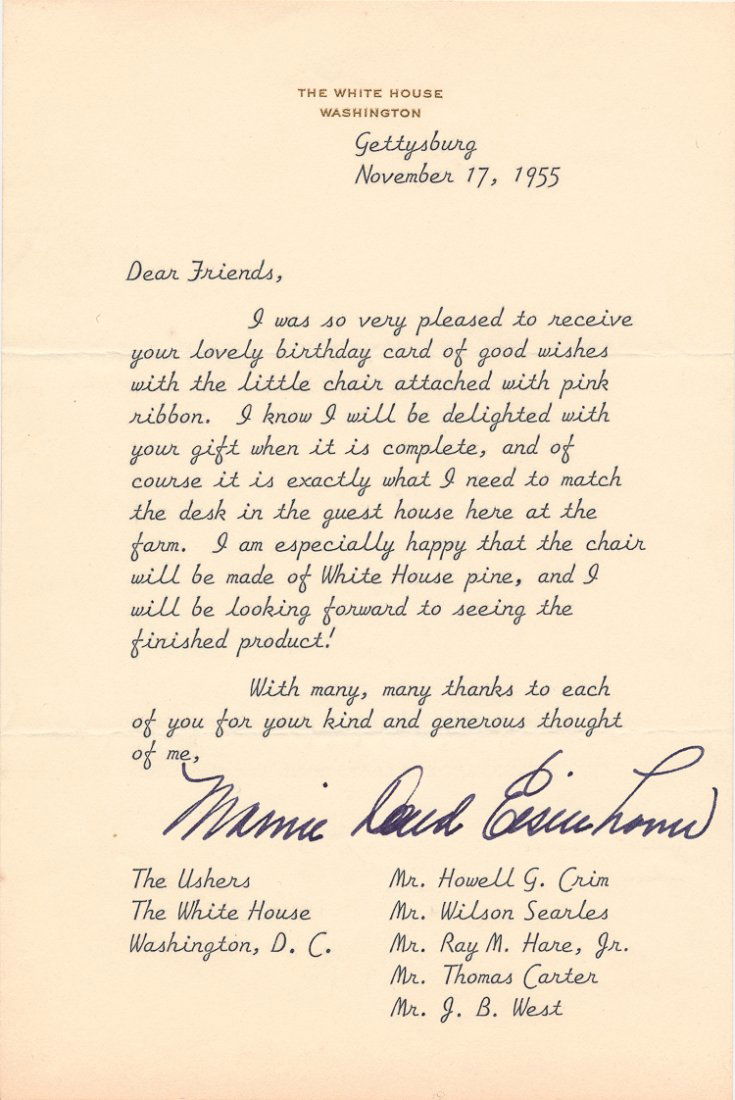 THE WHITE HOUSE
WASHINGTON
Gettysburg
November 17, 1955
Dear Friends,
I was so very pleased to receive
your lovely birthday card of good wishes
with the little chair attached with pink
ribbon. I know I will be delighted with
your gift when it is complete, and of
course it is exactly what I need to match
the desk in the guest house here at the
farm. I am especially happy that the chair
will be made of White House pine, and I
will be looking forward to seeing the
finished product!
With many, many thanks to each
of you for your kind and generous thought
of me,
Mamie Doud Eisenhower
The Ushers
The White House
Washington, D. C.
Mr. Howell G. Crim
Mr. Wilson Searles
Mr. Ray M. Hare, Jr.
Mr. Thomas Carter
Mr. J. B. West